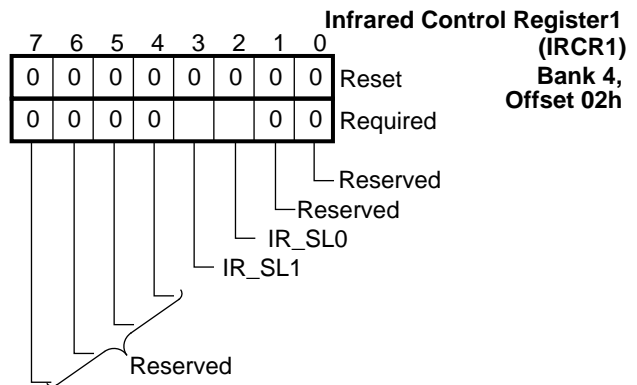 Infrared Control Register1
(IRCR1)
Bank 4,
Offset 02h
7 6 5 4 3 2 1 0
0 0 0 0 0 0 0 0 Reset
0 0 0 0 0 0 Required
Reserved
Reserved
IR_SL0
IR_SL1
Reserved